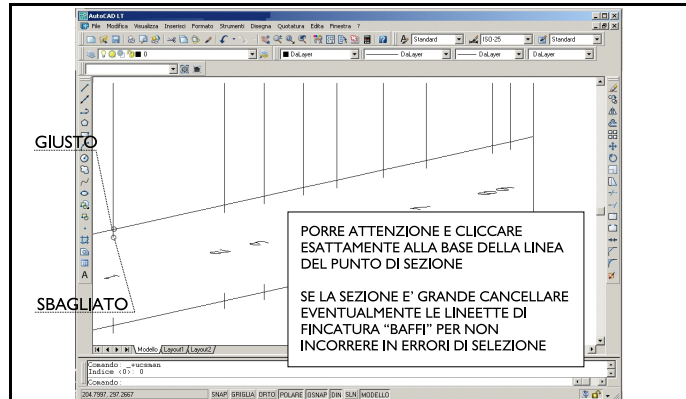 AutoCAD LT
File Modifica Visualizza Inserisci Formato Strumenti Disegna Quotatura Edita Finestra ?
Standard ISO-25 Standard
0 DaLayer DaLayer DaLayer DaLayer
GIUSTO
SBAGLIATO
PORRE ATTENZIONE E CLICCARE
ESATTAMENTE ALLA BASE DELLA LINEA
DEL PUNTO DI SEZIONE
SE LA SEZIONE E' GRANDE CANCELLARE
EVENTUALMENTE LE LINEETTE DI
FINCATURA “BAFFI” PER NON
INCORRERE IN ERRORI DI SELEZIONE
Modello Layout1 Layout2
Comando: _+ucsman
Indice <0>: 0
Comando:
204.7997, 297.2667 SNAP GRIGLIA ORTO POLARE OSNAP DIN SLN MODELLO